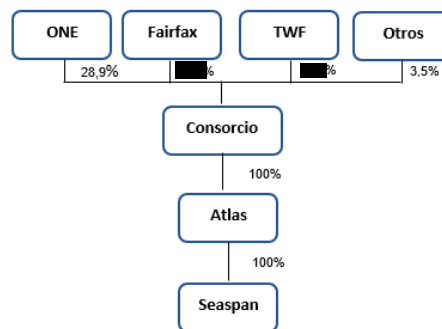 ONE Fairfax TWF Otros
28,9% % % 3.5%
Consorcio
100%
Atlas
100%
Seaspan